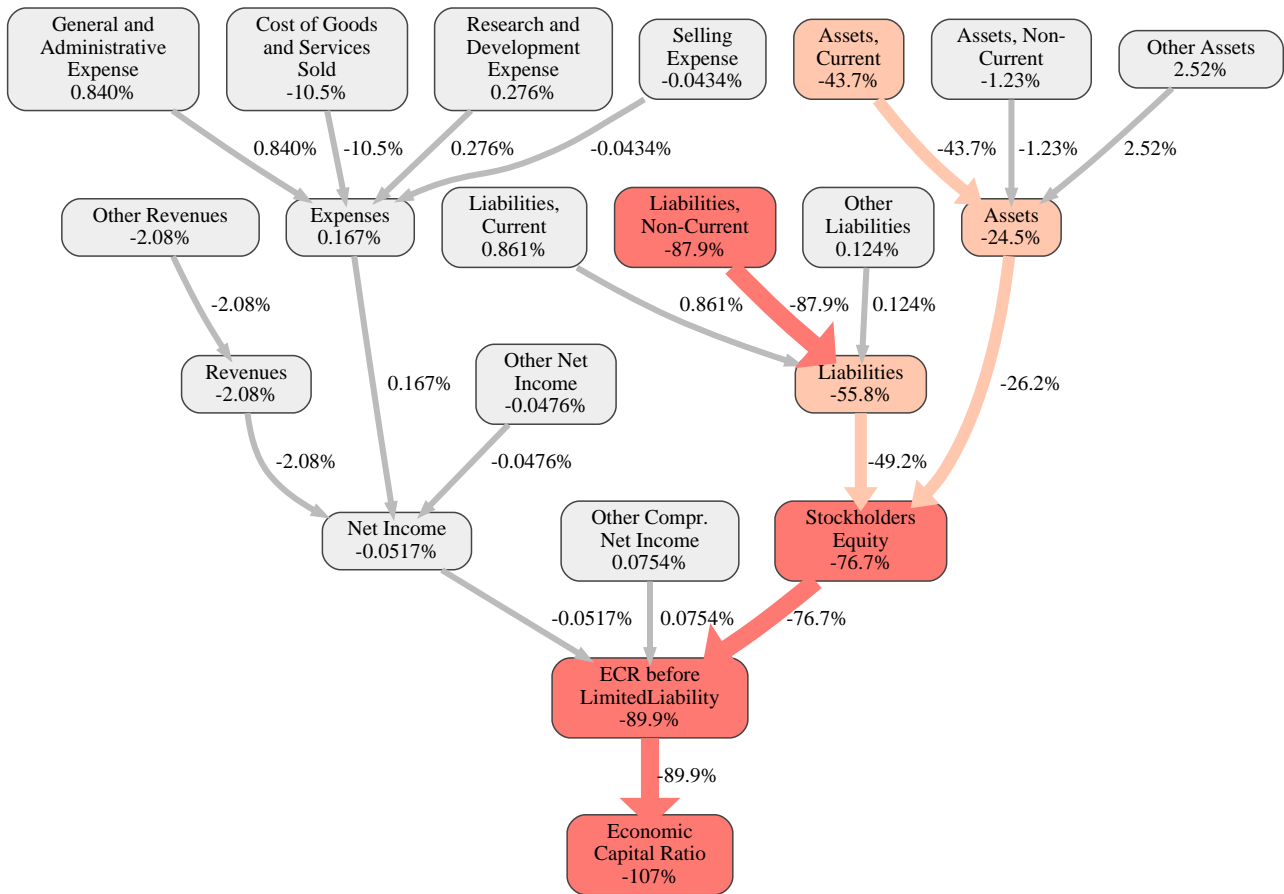 General and
Administrative
Expense
0.840%
Cost of Goods
and Services
Sold
-10.5%
Research and
Development
Expense
0.276%
Selling
Expense
-0.0434%
Assets,
Current
-43.7%
Assets, Non-
Current
-1.23%
Other Assets
2.52%
0.840%
-10.5%
0.276%
-0.0434%
-43.7%
-1.23%
2.52%
Other Revenues
-2.08%
Expenses
0.167%
Liabilities,
Current
0.861%
Liabilities,
Non-Current
-87.9%
Other
Liabilities
0.124%
Assets
-24.5%
-2.08%
0.861%
-87.9%
0.124%
Revenues
-2.08%
0.167%
Other Net
Income
-0.0476%
Liabilities
-55.8%
-26.2%
-2.08%
-0.0476%
-49.2%
Net Income
-0.0517%
Other Compr.
Net Income
0.0754%
Stockholders
Equity
-76.7%
-0.0517%
0.0754%
-76.7%
ECR before
LimitedLiability
-89.9%
-89.9%
Economic
Capital Ratio
-107%